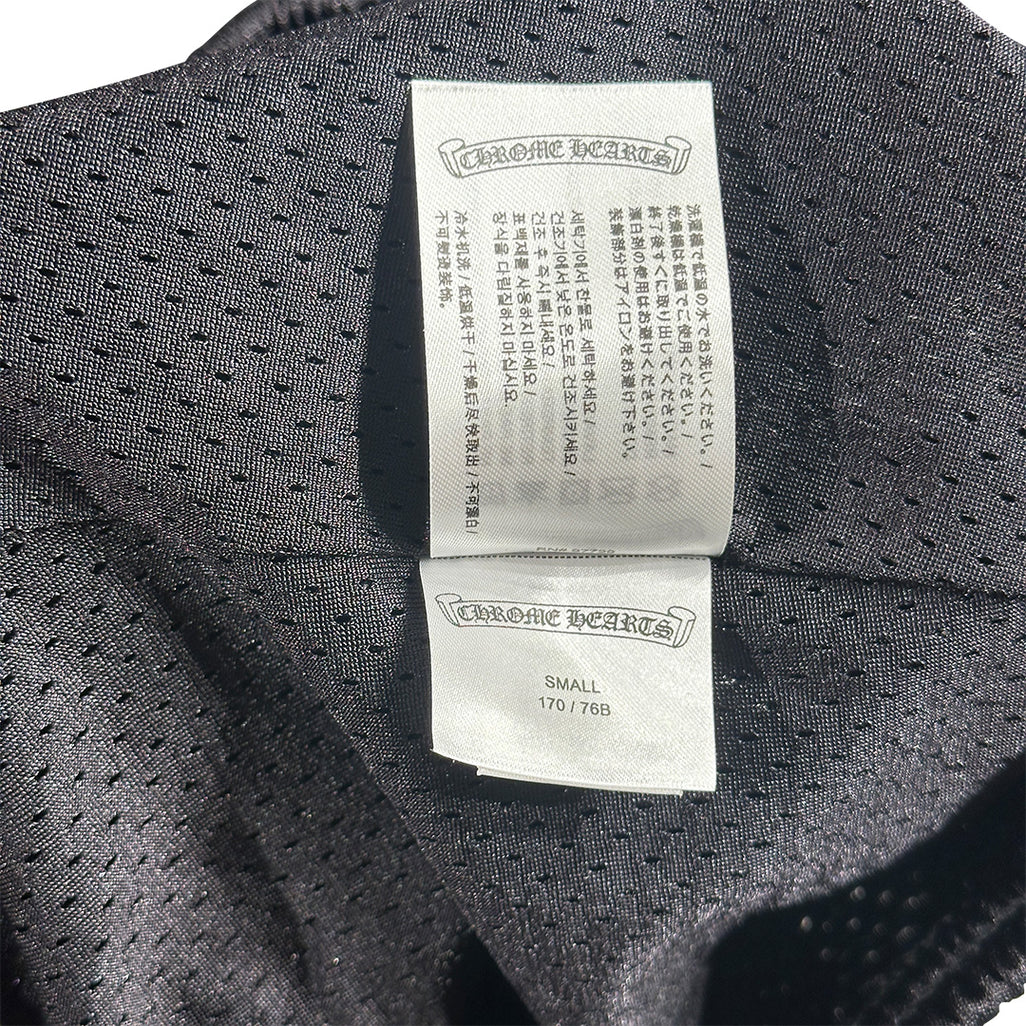 CHROME HEARTS
洗濯機で低温の水でお洗いください。/
乾燥機は低温でご使用ください。/
終了後すぐに取り出してください。/
漂白剤の使用はお避けください。/
装飾部分はアイロンをお避け下さい。
세탁기에서 찬물로 세탁하세요 /
건조기에서 낮은 온도로 건조시키세요 /
건조 후 즉시 빼내세요 /
표백제를 사용하지 마세요 /
장식을 다림질하지 마십시요.
冷水机洗 / 低温烘干 / 干燥后尽快取出 / 不可漂白 /
不可熨烫装饰。
CHROME HEARTS
SMALL
170 / 76B